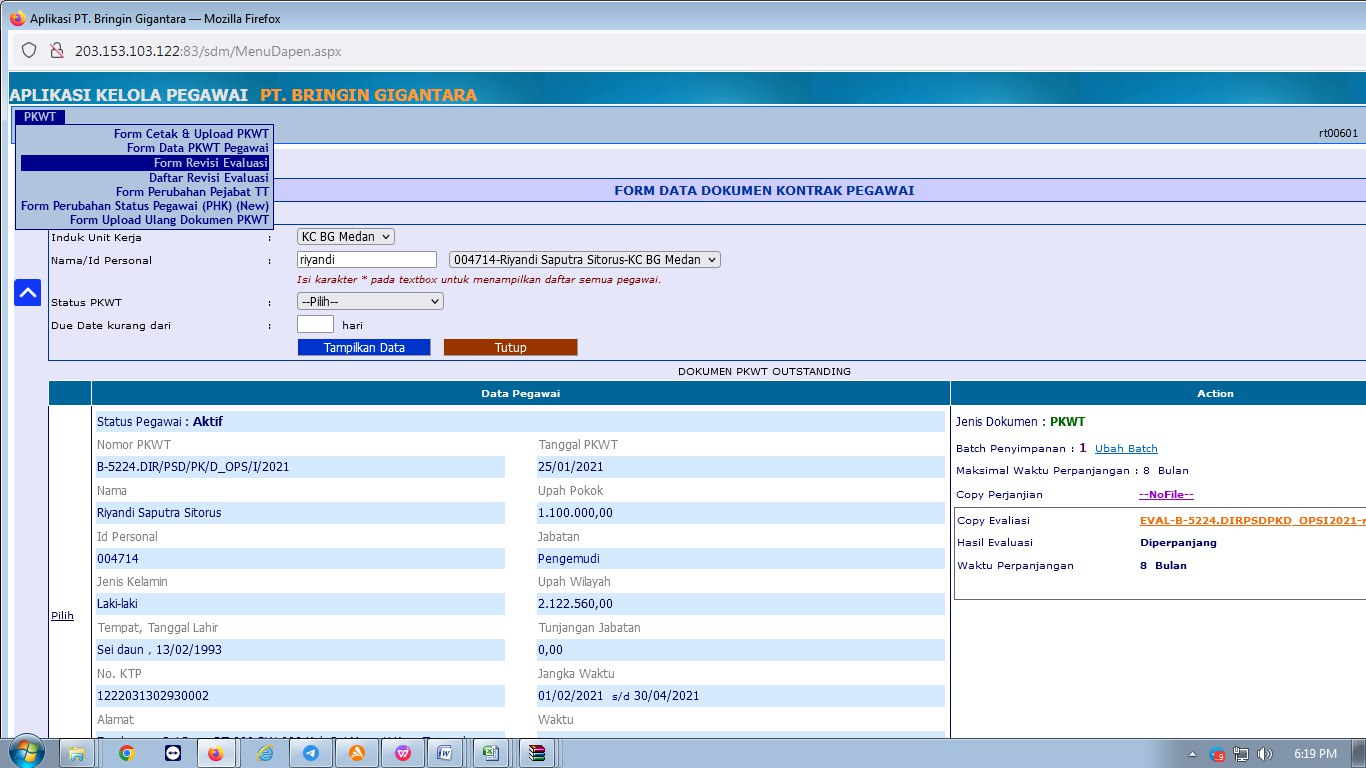 Aplikasi PT. Bringin Gigantara — Mozilla Firefox
203.153.103.122:83/sdm/MenuDapen.aspx
APLIKASI KELOLA PEGAWAI PT. BRINGIN GIGANTARA
PKWT
rt00601
Form Cetak & Upload PKWT
Form Data PKWT Pegawai
Form Revisi Evaluasi
Daftar Revisi Evaluasi
Form Perubahan Pejabat TT
Form Perubahan Status Pegawai (PHK) (New)
Form Upload Ulang Dokumen PKWT
FORM DATA DOKUMEN KONTRAK PEGAWAI
Induk Unit Kerja : KC BG Medan
Nama/Id Personal : riyandi 004714-Riyandi Saputra Sitorus-KC BG Medan
Isi karakter * pada textbox untuk menampilkan daftar semua pegawai.
Status PKWT : --Pilih--
Due Date kurang dari : hari
Tampilkan Data Tutup
DOKUMEN PKWT OUTSTANDING
Data Pegawai Action
Pilih
Status Pegawai : Aktif
Nomor PKWT Tanggal PKWT
B-5224.DIR/PSD/PK/D_OPS/I/2021 25/01/2021
Nama Upah Pokok
Riyandi Saputra Sitorus 1.100.000,00
Id Personal Jabatan
004714 Pengemudi
Jenis Kelamin Upah Wilayah
Laki-laki 2.122.560,00
Tempat, Tanggal Lahir Tunjangan Jabatan
Sei daun , 13/02/1993 0,00
No. KTP Jangka Waktu
1222031302930002 01/02/2021 s/d 30/04/2021
Alamat Waktu
Jenis Dokumen : PKWT
Batch Penyimpanan : 1 Ubah Batch
Maksimal Waktu Perpanjangan : 8 Bulan
Copy Perjanjian --NoFile--
Copy Evaliasi EVAL-B-5224.DIRPSDPKD_OPSI2021-r
Hasil Evaluasi Diperpanjang
Waktu Perpanjangan 8 Bulan
6:19 PM